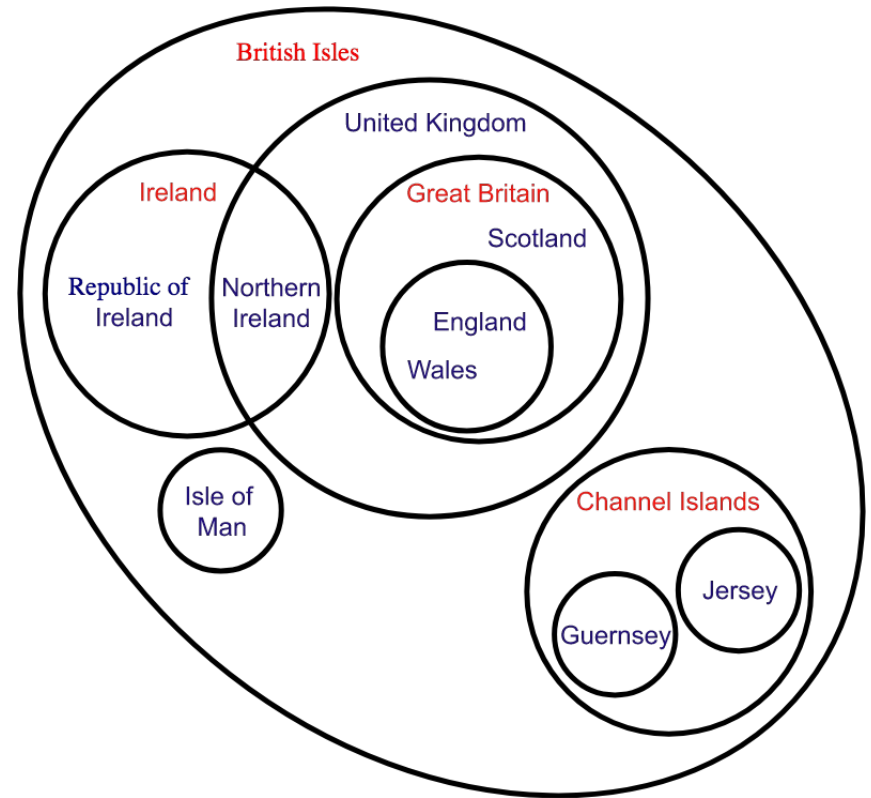 British Isles
United Kingdom
Ireland
Great Britain
Scotland
Republic of
Ireland
Northern
Ireland
England
Wales
Isle of
Man
Channel Islands
Jersey
Guernsey